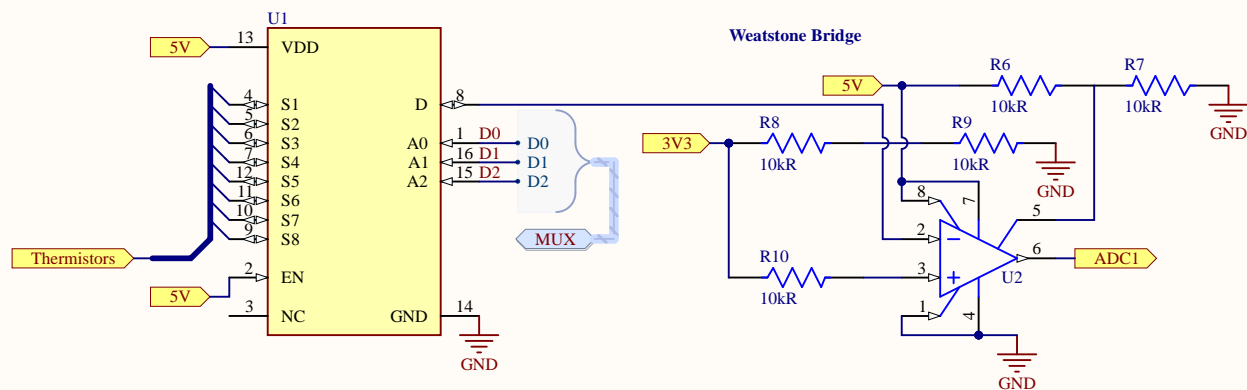 U1
Weatstone Bridge
5V
13
VDD
4
S1
5
S2
6
S3
7
S4
12
S5
11
S6
10
S7
9
S8
Thermistors
5V
2
EN
3
NC
D
8
A0
1
D0
D0
A1
16
D1
D1
A2
15
D2
D2
MUX
GND
14
GND
5V
R6
10kR
R7
10kR
GND
3V3
R8
10kR
R9
10kR
GND
R10
10kR
8
7
5
2
3
1
4
6
U2
ADC1
GND